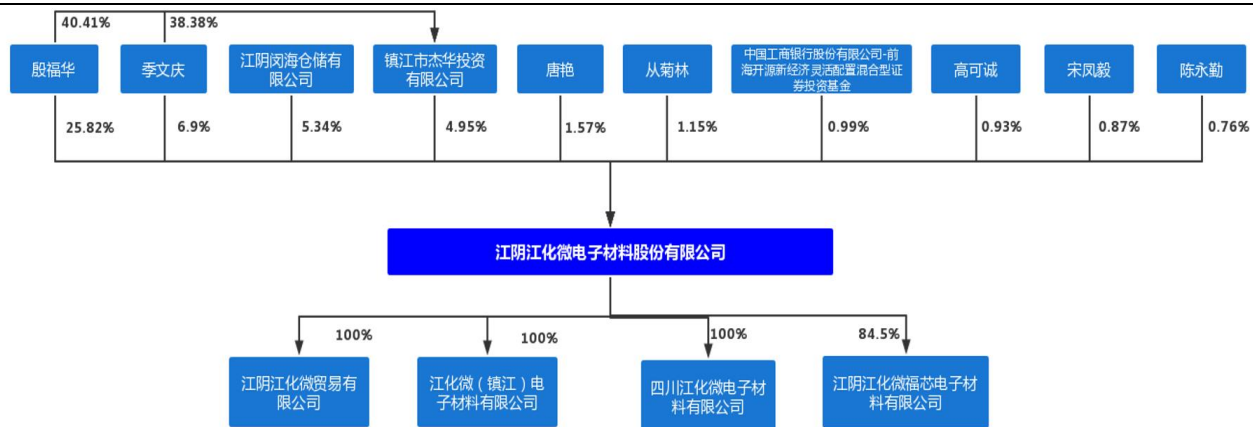 40.41%
38.38%
殷福华
季文庆
江阴闵海仓储有
限公司
镇江市杰华投资
有限公司
唐艳
从菊林
中国工商银行股份有限公司-前
海开源新经济灵活配置混合型证
券投资基金
高可诚
宋凤毅
陈永勤
25.82%
6.9%
5.34%
4.95%
1.57%
1.15%
0.99%
0.93%
0.87%
0.76%
江阴江化微电子材料股份有限公司
100%
100%
100%
84.5%
江阴江化微贸易有
限公司
江化微（镇江）电
子材料有限公司
四川江化微电子材
料有限公司
江阴江化微福芯电子材
料有限公司